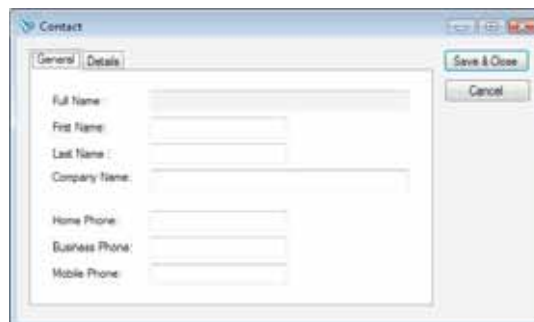 Contact
General Details
Save & Close
Cancel
Full Name :
First Name:
Last Name :
Company Name:
Home Phone:
Business Phone:
Mobile Phone: